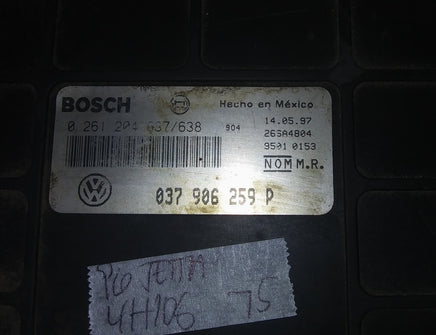 BOSCH
Hecho en México
0 261 204 637/638 904
14.05.97
26SA4804
9501 0153
NOM M.R.
037 906 259 P
96 JETTA
4H106 75